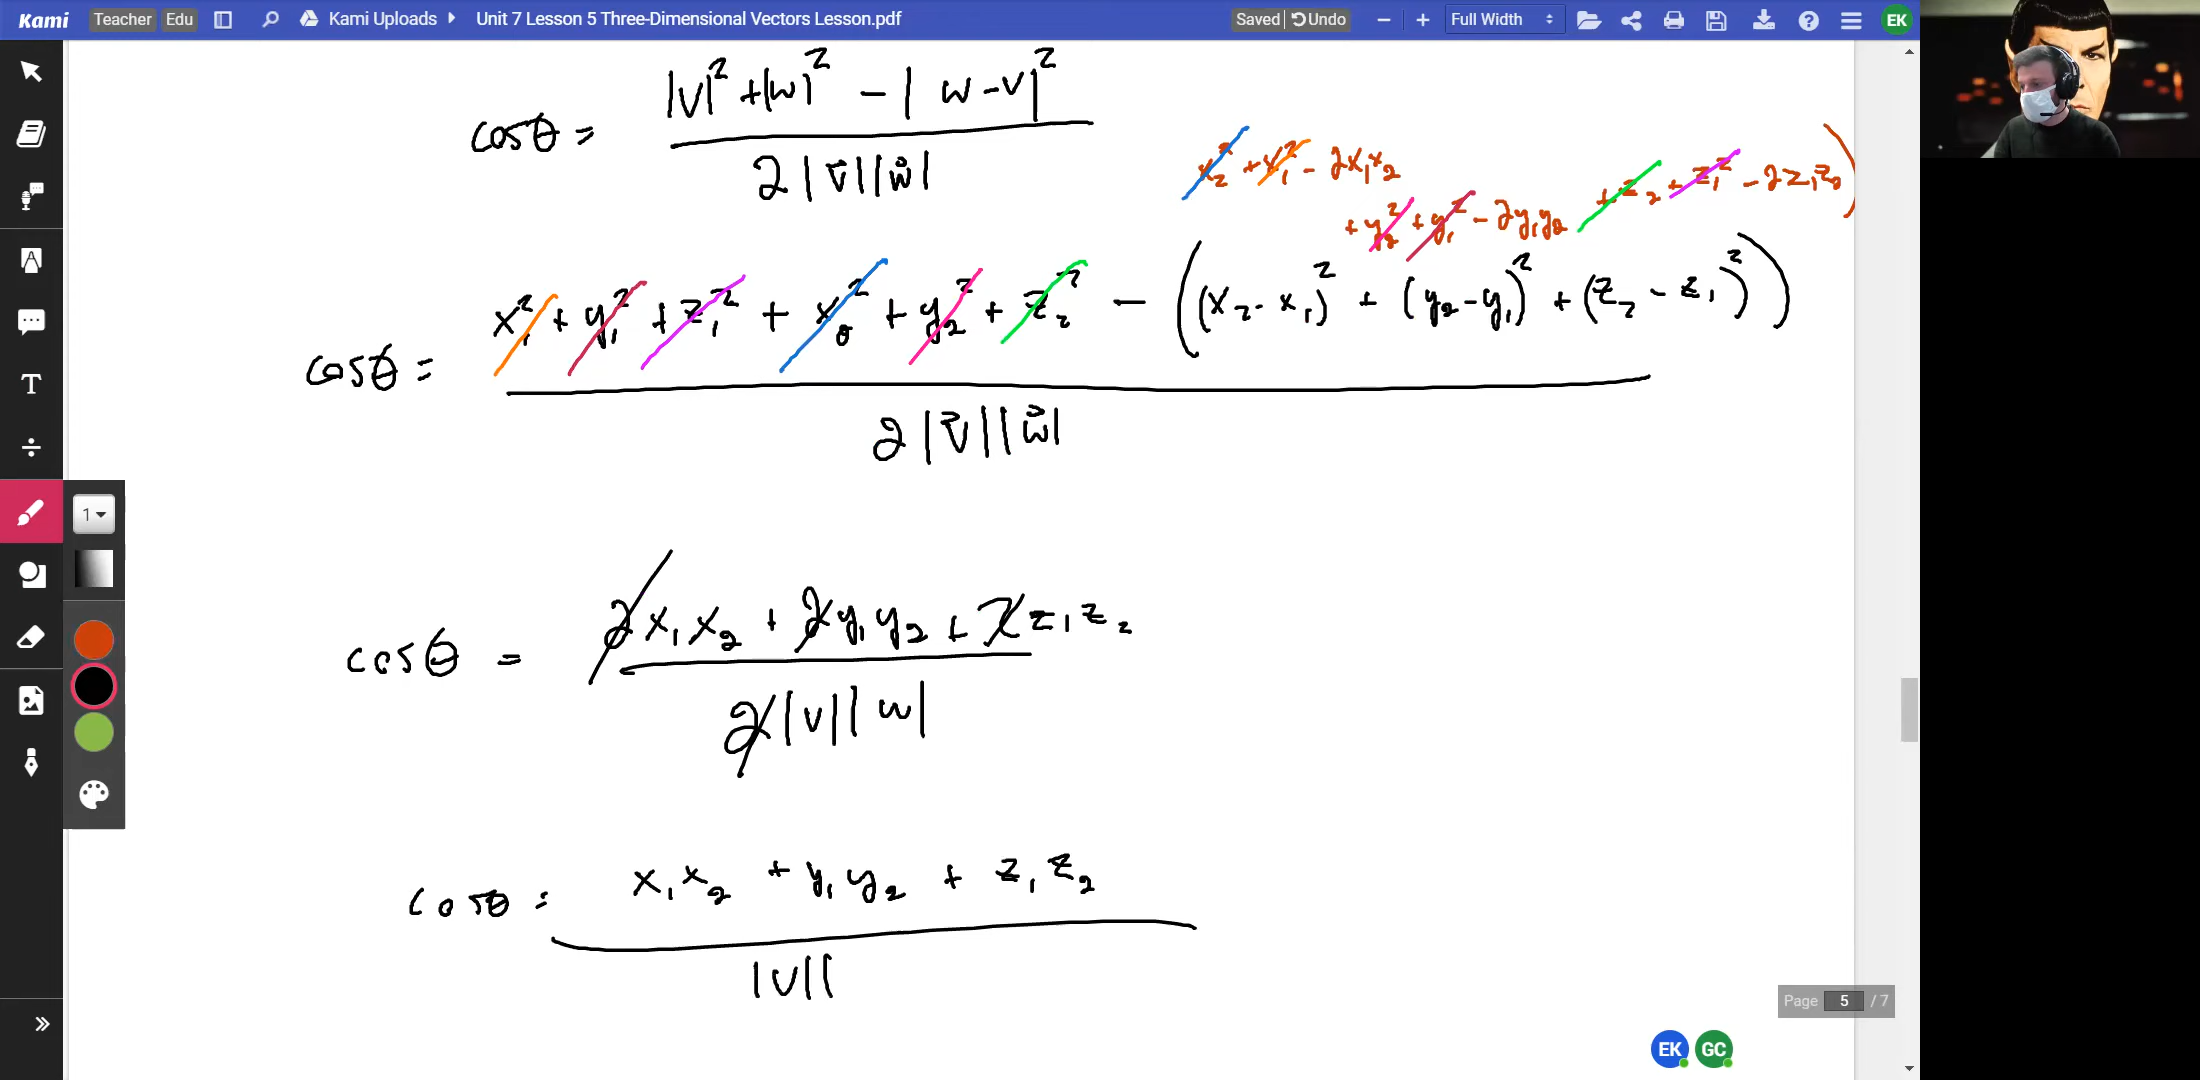 Kami Teacher Edu Kami Uploads Unit 7 Lesson 5 Three-Dimensional Vectors Lesson.pdf Saved Undo − + Full Width EK
cosθ = |v|² + |w|² − |w−v|² / 2|v⃗||w⃗|
x₂² + x₁² − 2x₁x₂
+ y₂² + y₁² − 2y₁y₂
+ z₂ + z₁² − 2z₁z₂)
cosθ = x₁² + y₁² + z₁² + x₂² + y₂² + z₂² − ((x₂−x₁)² + (y₂−y₁)² + (z₂−z₁)²) / 2|v⃗||w⃗|
cosθ = 2x₁x₂ + 2y₁y₂ + 2z₁z₂ / 2|v||w|
cosθ = x₁x₂ + y₁y₂ + z₁z₂ / |v||
T
1
Page 5 / 7
EK GC